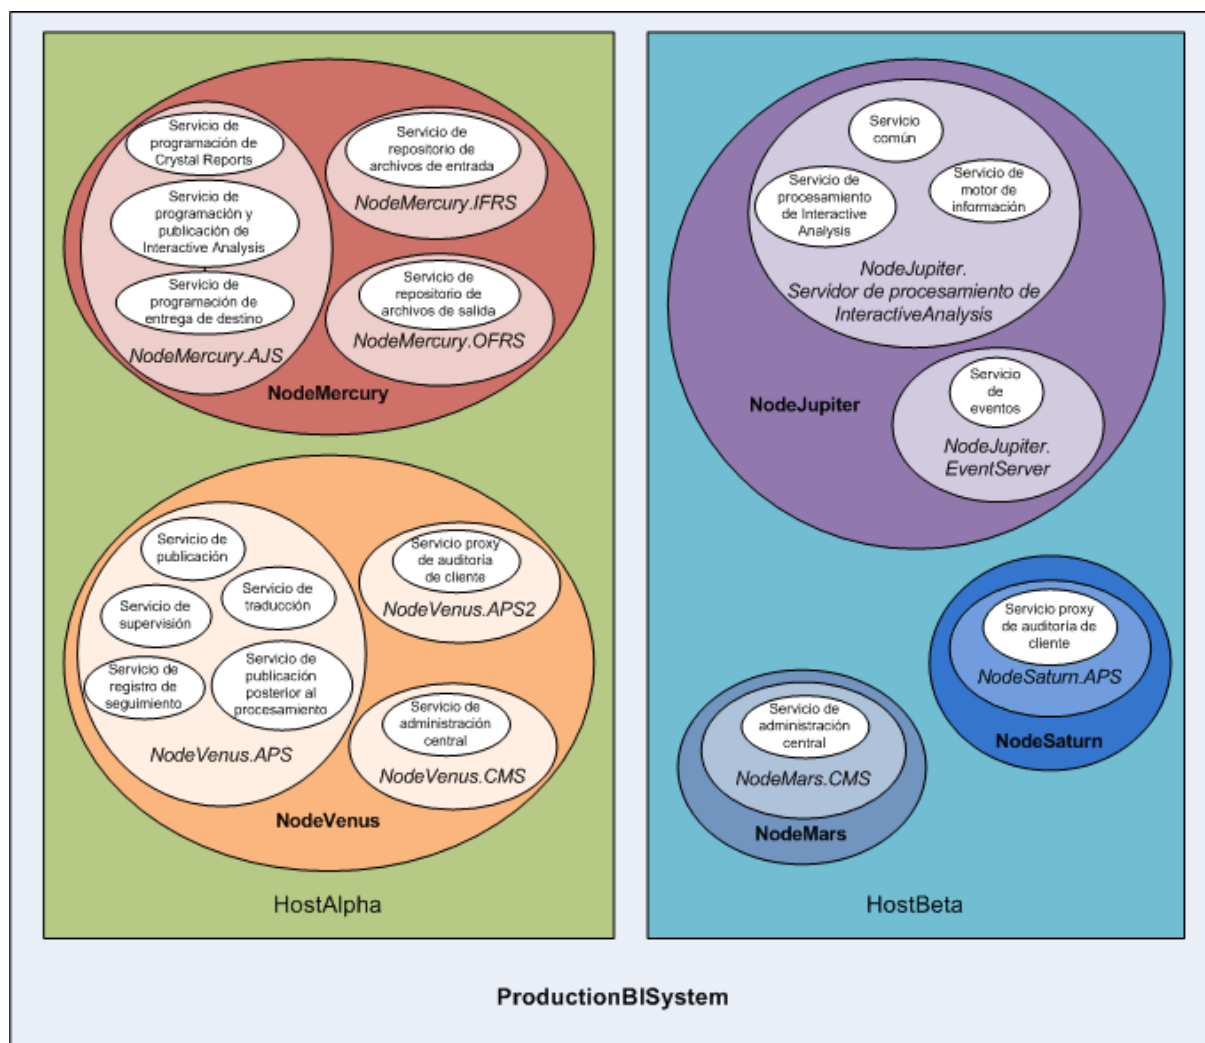 Servicio de
programación de
Crystal Reports
Servicio de
programación y
publicación de
Interactive Analysis
Servicio de
programación de
entrega de destino
NodeMercury.AJS
Servicio de
repositorio de
archivos de entrada
NodeMercury.IFRS
Servicio de
repositorio de
archivos de salida
NodeMercury.OFRS
NodeMercury
Servicio de
publicación
Servicio de
traducción
Servicio de
supervisión
Servicio de
registro de
seguimiento
Servicio de
publicación
posterior al
procesamiento
NodeVenus.APS
Servicio proxy
de auditoría
de cliente
NodeVenus.APS2
Servicio de
administración
central
NodeVenus.CMS
NodeVenus
HostAlpha
Servicio
común
Servicio de
procesamiento
de Interactive
Analysis
Servicio de
motor de
información
NodeJupiter.
Servidor de procesamiento de
InteractiveAnalysis
Servicio
de
eventos
NodeJupiter.
EventServer
NodeJupiter
Servicio proxy
de auditoría de
cliente
NodeSaturn.APS
NodeSaturn
Servicio de
administración
central
NodeMars.CMS
NodeMars
HostBeta
ProductionBISystem